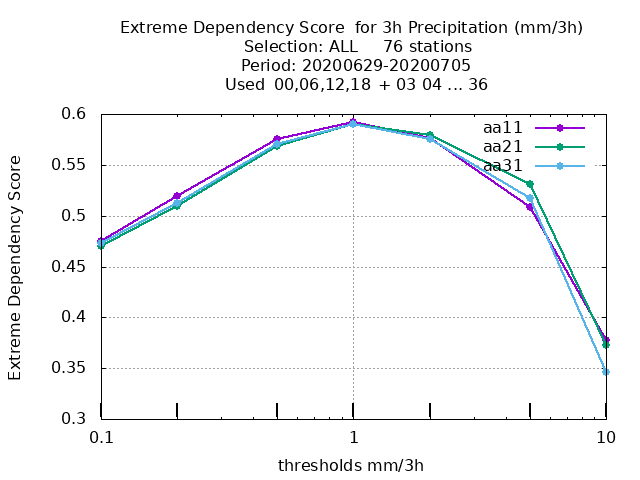 Extreme Dependency Score  for 3h Precipitation (mm/3h)
Selection: ALL     76 stations
Period: 20200629-20200705
Used  00,06,12,18  + 03 04 ... 36
aa11
aa21
aa31
0.6
0.55
0.5
0.45
0.4
0.35
0.3
Extreme Dependency Score
0.1
1
10
thresholds mm/3h